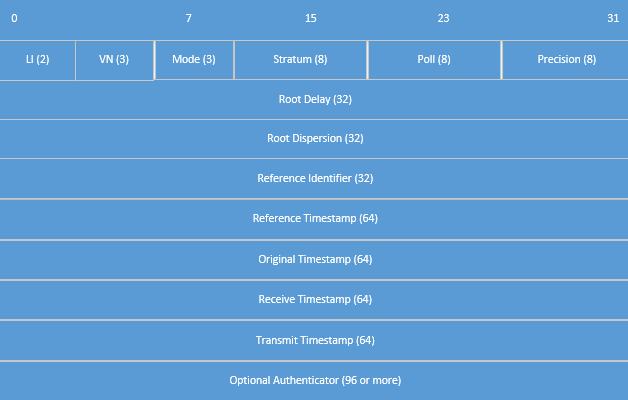 0 7 15 23 31
LI (2) VN (3) Mode (3) Stratum (8) Poll (8) Precision (8)
Root Delay (32)
Root Dispersion (32)
Reference Identifier (32)
Reference Timestamp (64)
Original Timestamp (64)
Receive Timestamp (64)
Transmit Timestamp (64)
Optional Authenticator (96 or more)